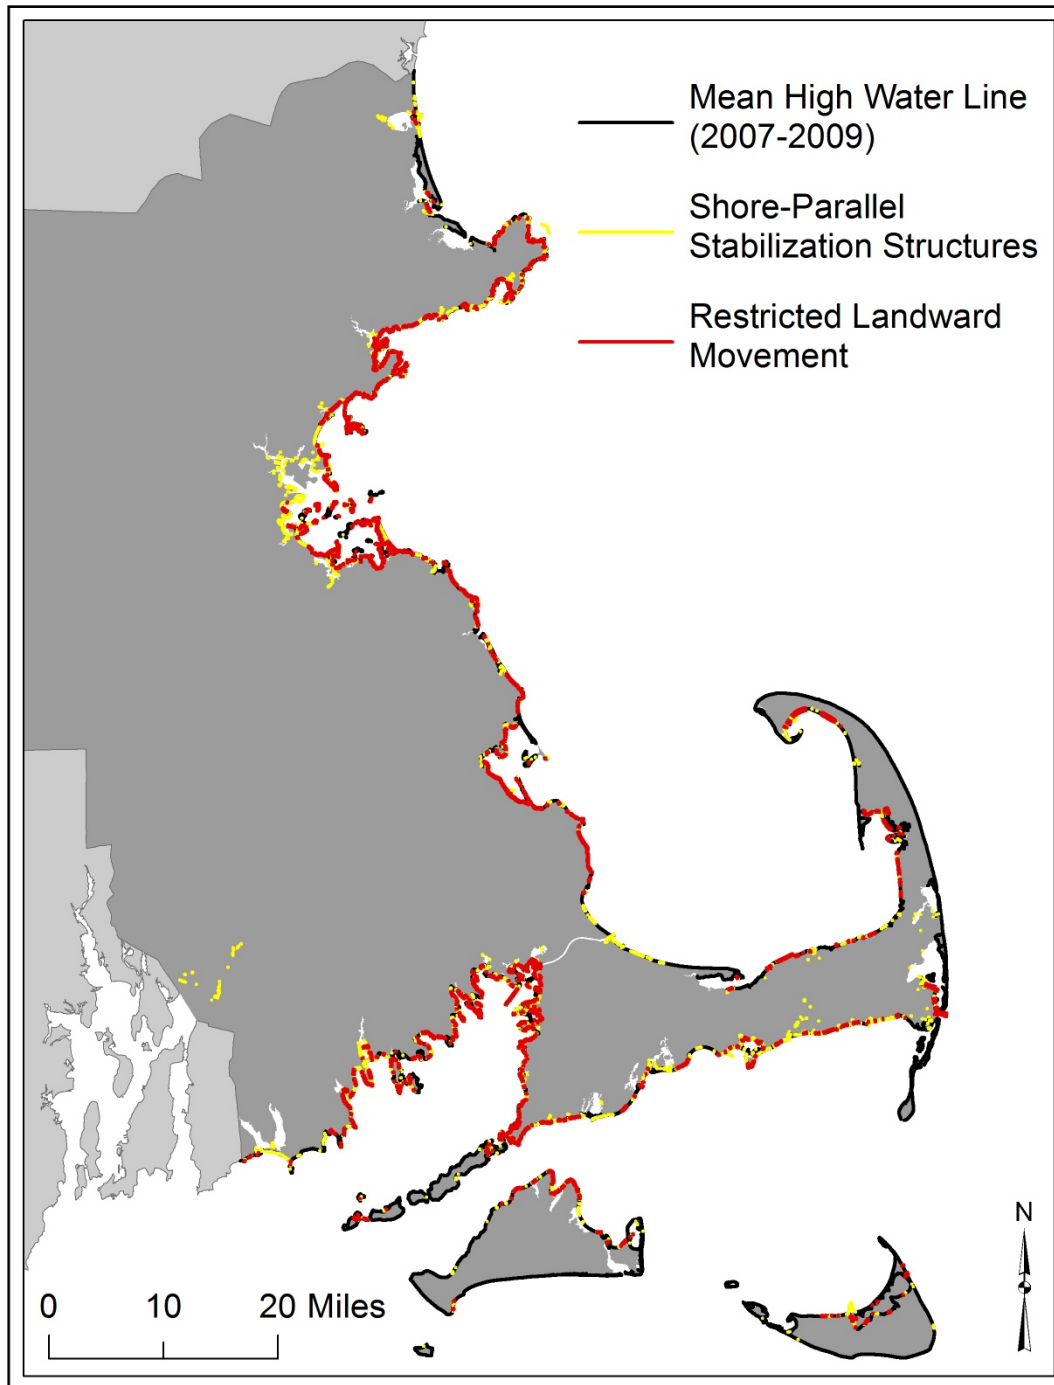 Mean High Water Line
(2007-2009)
Shore-Parallel
Stabilization Structures
Restricted Landward
Movement
N
0 10 20 Miles